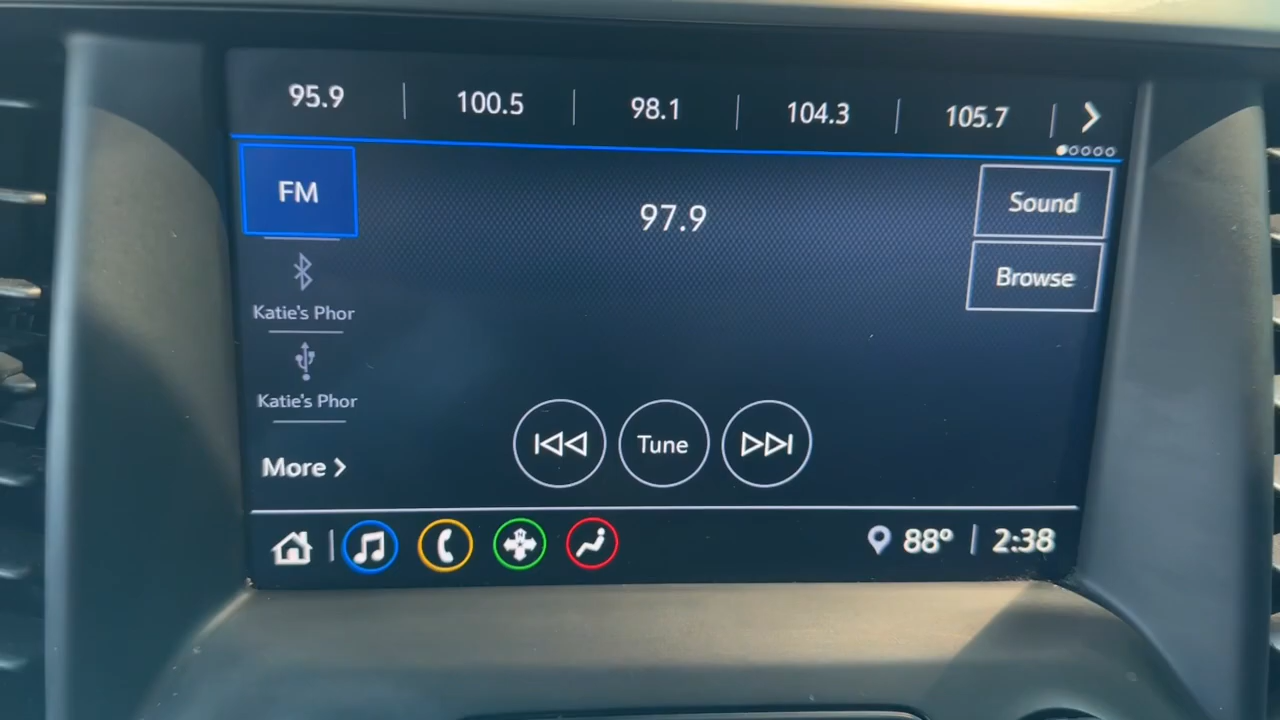 95.9 100.5 98.1 104.3 105.7
FM
97.9
Sound
Browse
Katie's Phor
Katie's Phor
Tune
More
88° 2:38